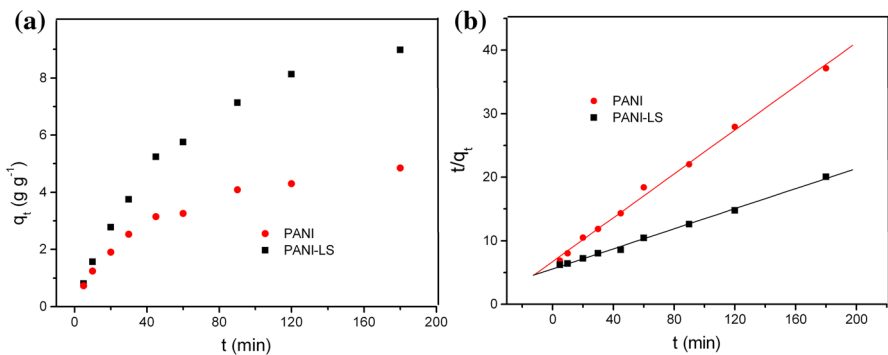 (a)
8
6
4
2
0
q_t (g g⁻¹)
PANI
PANI-LS
0 40 80 120 160 200
t (min)
(b)
40
30
20
10
0
t/q_t
PANI
PANI-LS
0 40 80 120 160 200
t (min)